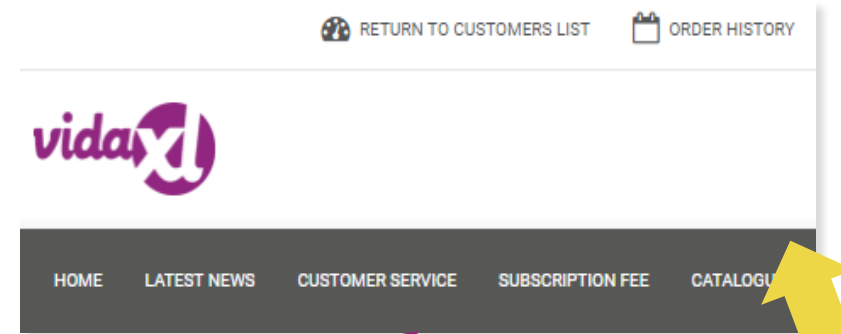 RETURN TO CUSTOMERS LIST ORDER HISTORY
vidaxl
HOME LATEST NEWS CUSTOMER SERVICE SUBSCRIPTION FEE